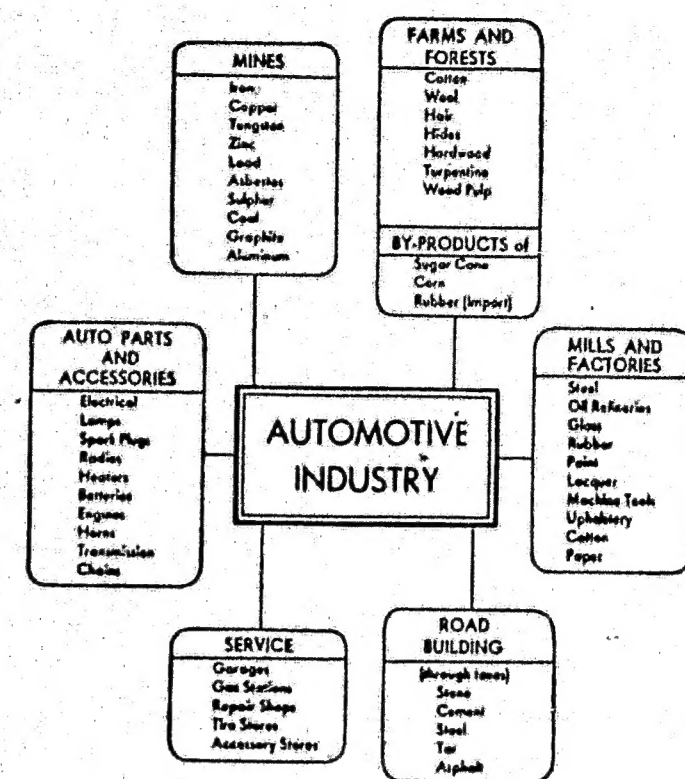 MINES
Iron
Copper
Tungsten
Zinc
Lead
Asbestos
Sulphur
Coal
Graphite
Aluminum
FARMS AND
FORESTS
Cotton
Wool
Hair
Hides
Hardwood
Turpentine
Wood Pulp
BY-PRODUCTS of
Sugar Cane
Corn
Rubber (Import)
AUTO PARTS
AND
ACCESSORIES
Electrical
Lamps
Spark Plugs
Radios
Heaters
Batteries
Engines
Horns
Transmission
Chains
AUTOMOTIVE
INDUSTRY
MILLS AND
FACTORIES
Steel
Oil Refineries
Glass
Rubber
Paint
Lacquer
Machine Tools
Upholstery
Cotton
Paper
SERVICE
Garages
Gas Stations
Repair Shops
Tire Stores
Accessory Stores
ROAD
BUILDING
(through taxes)
Stone
Cement
Steel
Tar
Asphalt